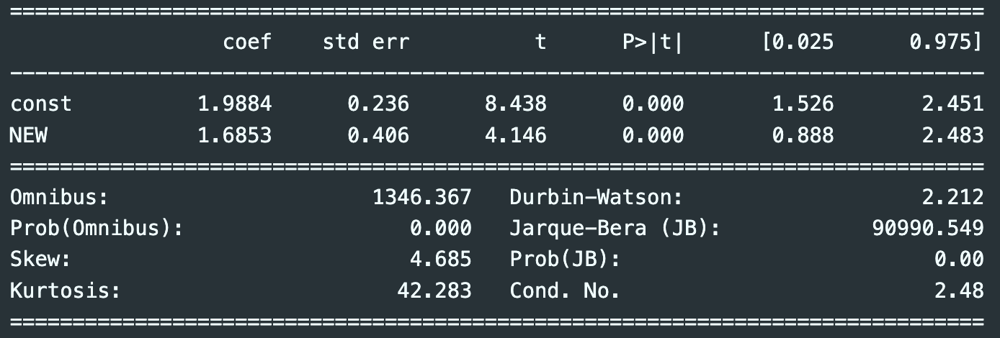 ==============================================================================
                 coef    std err          t      P>|t|      [0.025      0.975]
------------------------------------------------------------------------------
const          1.9884      0.236      8.438      0.000       1.526       2.451
NEW            1.6853      0.406      4.146      0.000       0.888       2.483
==============================================================================
Omnibus:                     1346.367   Durbin-Watson:                   2.212
Prob(Omnibus):                  0.000   Jarque-Bera (JB):            90990.549
Skew:                           4.685   Prob(JB):                         0.00
Kurtosis:                      42.283   Cond. No.                         2.48
==============================================================================